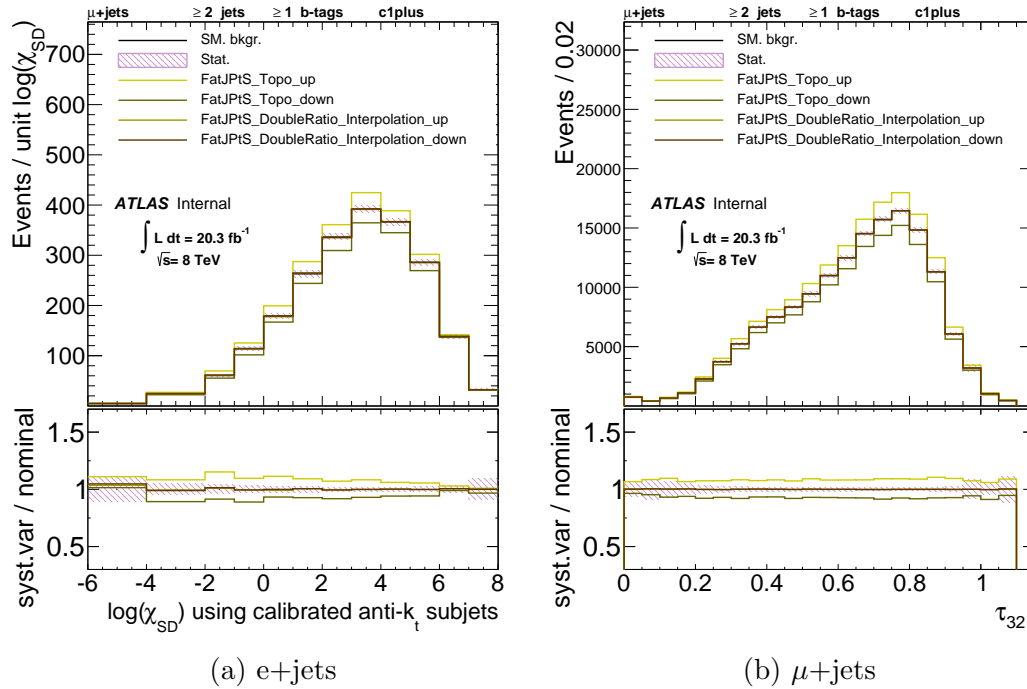 μ+jets ≥ 2 jets ≥ 1 b-tags c1plus
Events / unit log(χ_SD)
700
600
500
400
300
200
100
SM. bkgr.
Stat.
FatJPtS_Topo_up
FatJPtS_Topo_down
FatJPtS_DoubleRatio_Interpolation_up
FatJPtS_DoubleRatio_Interpolation_down
ATLAS Internal
∫ L dt = 20.3 fb⁻¹
√s= 8 TeV
syst.var / nominal
1.5
1
0.5
-6 -4 -2 0 2 4 6 8
log(χ_SD) using calibrated anti-k_t subjets
(a) e+jets
μ+jets ≥ 2 jets ≥ 1 b-tags c1plus
Events / 0.02
30000
25000
20000
15000
10000
5000
SM. bkgr.
Stat.
FatJPtS_Topo_up
FatJPtS_Topo_down
FatJPtS_DoubleRatio_Interpolation_up
FatJPtS_DoubleRatio_Interpolation_down
ATLAS Internal
∫ L dt = 20.3 fb⁻¹
√s= 8 TeV
syst.var / nominal
1.5
1
0.5
0 0.2 0.4 0.6 0.8 1
τ_32
(b) μ+jets